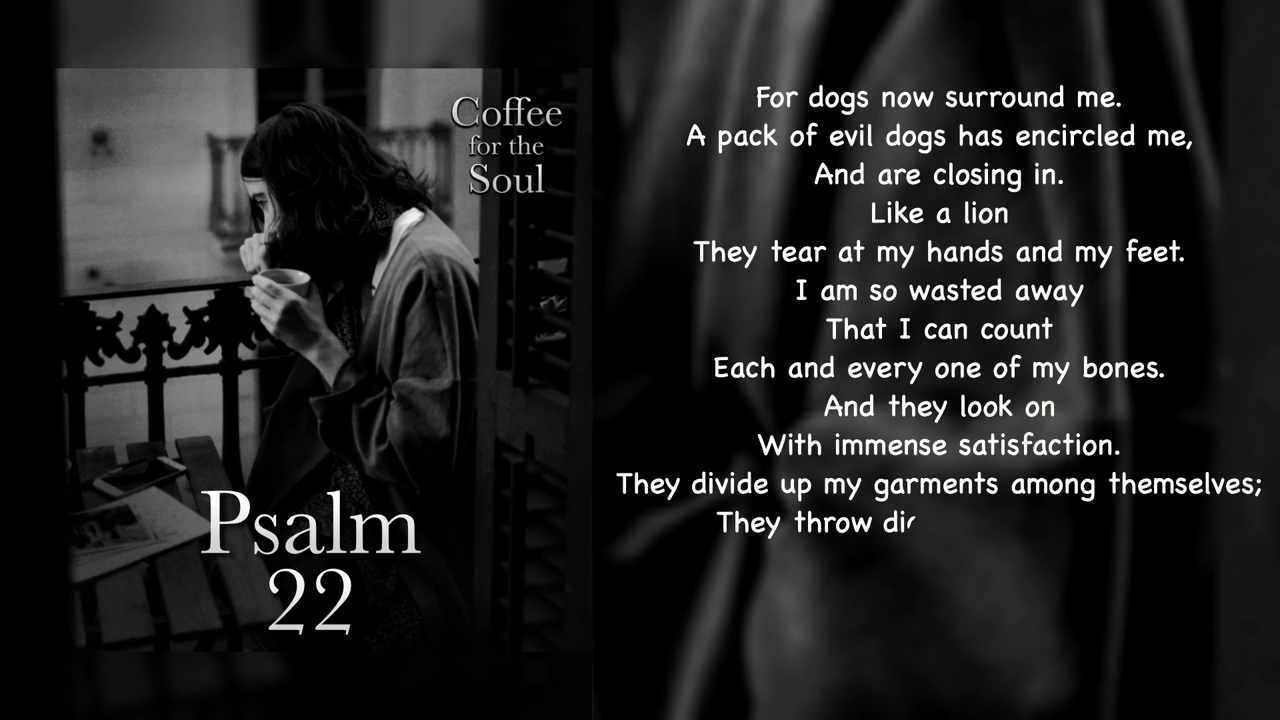 Coffee
for the
Soul
Psalm
22
For dogs now surround me.
A pack of evil dogs has encircled me,
And are closing in.
Like a lion
They tear at my hands and my feet.
I am so wasted away
That I can count
Each and every one of my bones.
And they look on
With immense satisfaction.
They divide up my garments among themselves;
They throw